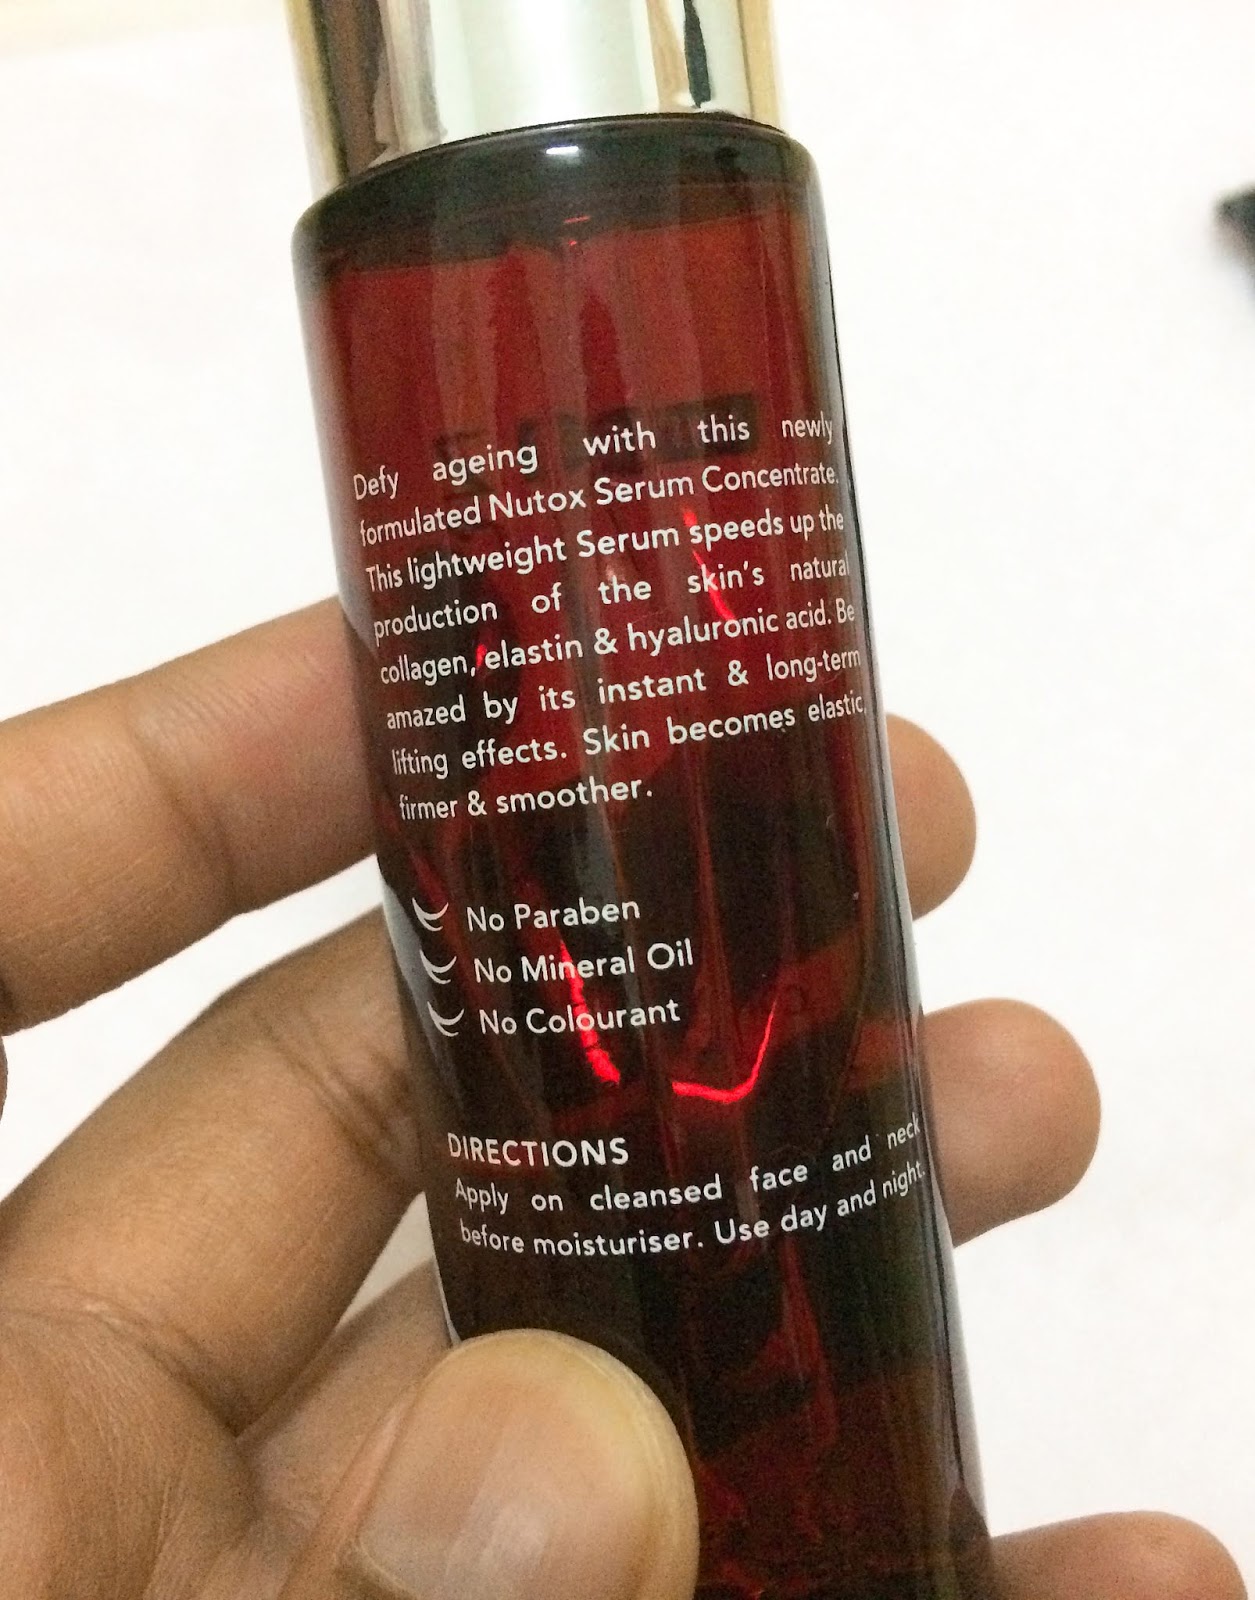 Defy ageing with this newly
formulated Nutox Serum Concentrate.
This lightweight Serum speeds up the
production of the skin's natural
collagen, elastin & hyaluronic acid. Be
amazed by its instant & long-term
lifting effects. Skin becomes elastic,
firmer & smoother.
No Paraben
No Mineral Oil
No Colourant
DIRECTIONS
Apply on cleansed face and neck
before moisturiser. Use day and night.